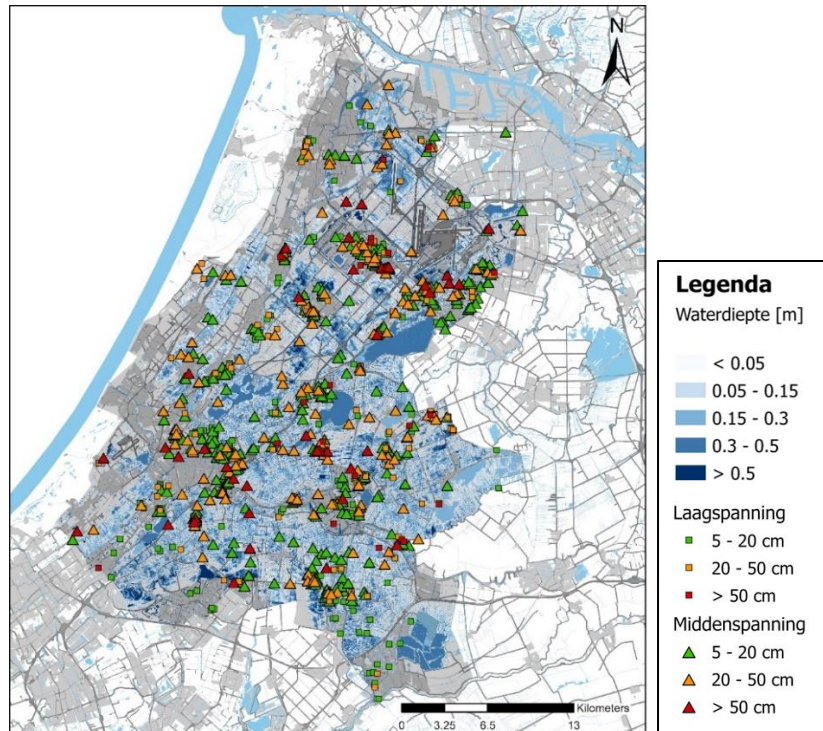 N
Kilometers
0 3.25 6.5 13
Legenda
Waterdiepte [m]
< 0.05
0.05 - 0.15
0.15 - 0.3
0.3 - 0.5
> 0.5
Laagspanning
5 - 20 cm
20 - 50 cm
> 50 cm
Middenspanning
5 - 20 cm
20 - 50 cm
> 50 cm